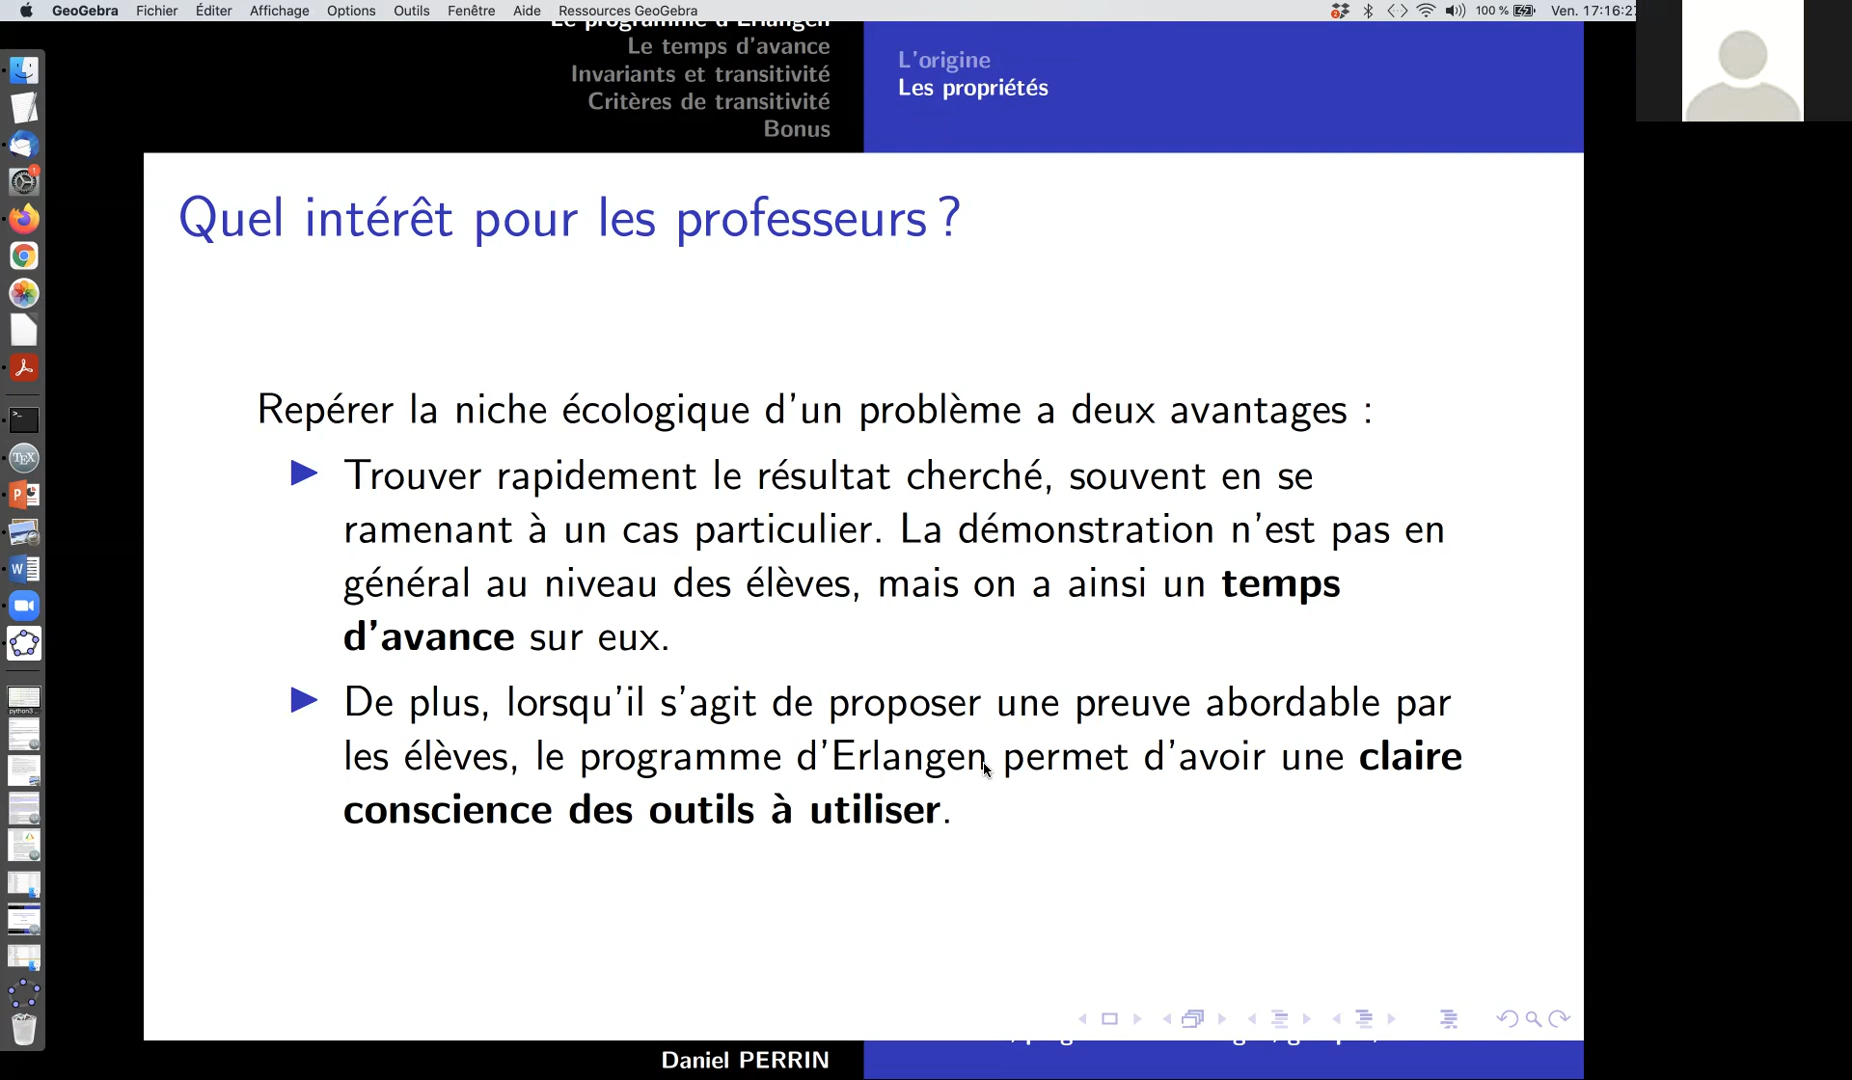 GeoGebra Fichier Éditer Affichage Options Outils Fenêtre Aide Ressources GeoGebra 100 % Ven. 17:16:27
Le programme d'Erlangen
Le temps d'avance
Invariants et transitivité
Critères de transitivité
Bonus
L'origine
Les propriétés
Quel intérêt pour les professeurs ?
Repérer la niche écologique d'un problème a deux avantages :
Trouver rapidement le résultat cherché, souvent en se
ramenant à un cas particulier. La démonstration n'est pas en
général au niveau des élèves, mais on a ainsi un temps
d'avance sur eux.
De plus, lorsqu'il s'agit de proposer une preuve abordable par
les élèves, le programme d'Erlangen permet d'avoir une claire
conscience des outils à utiliser.
Daniel PERRIN